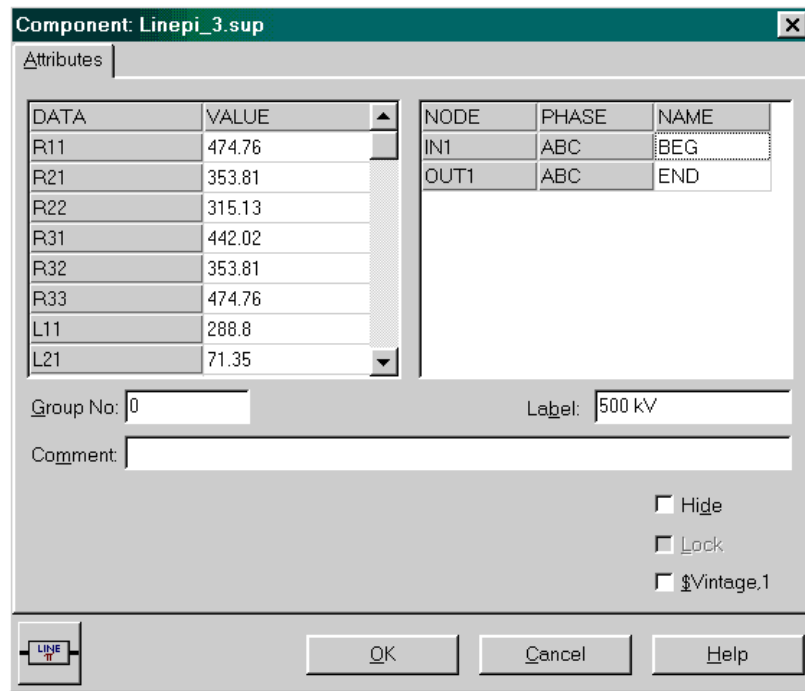 Component: Linepi_3.sup
Attributes
DATA VALUE
R11 474.76
R21 353.81
R22 315.13
R31 442.02
R32 353.81
R33 474.76
L11 288.8
L21 71.35
NODE PHASE NAME
IN1 ABC BEG
OUT1 ABC END
Group No: 0
Label: 500 kV
Comment:
Hide
Lock
$Vintage,1
LINE
π
OK Cancel Help